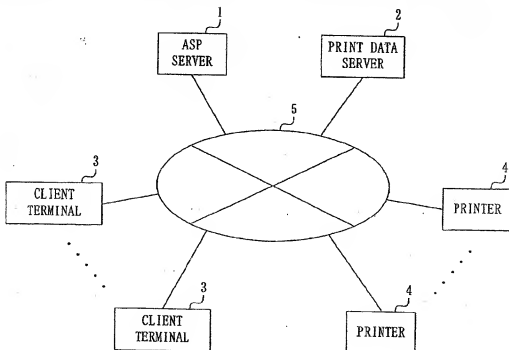 1
ASP
SERVER
2
PRINT DATA
SERVER
5
3
CLIENT
TERMINAL
4
PRINTER
3
CLIENT
TERMINAL
4
PRINTER